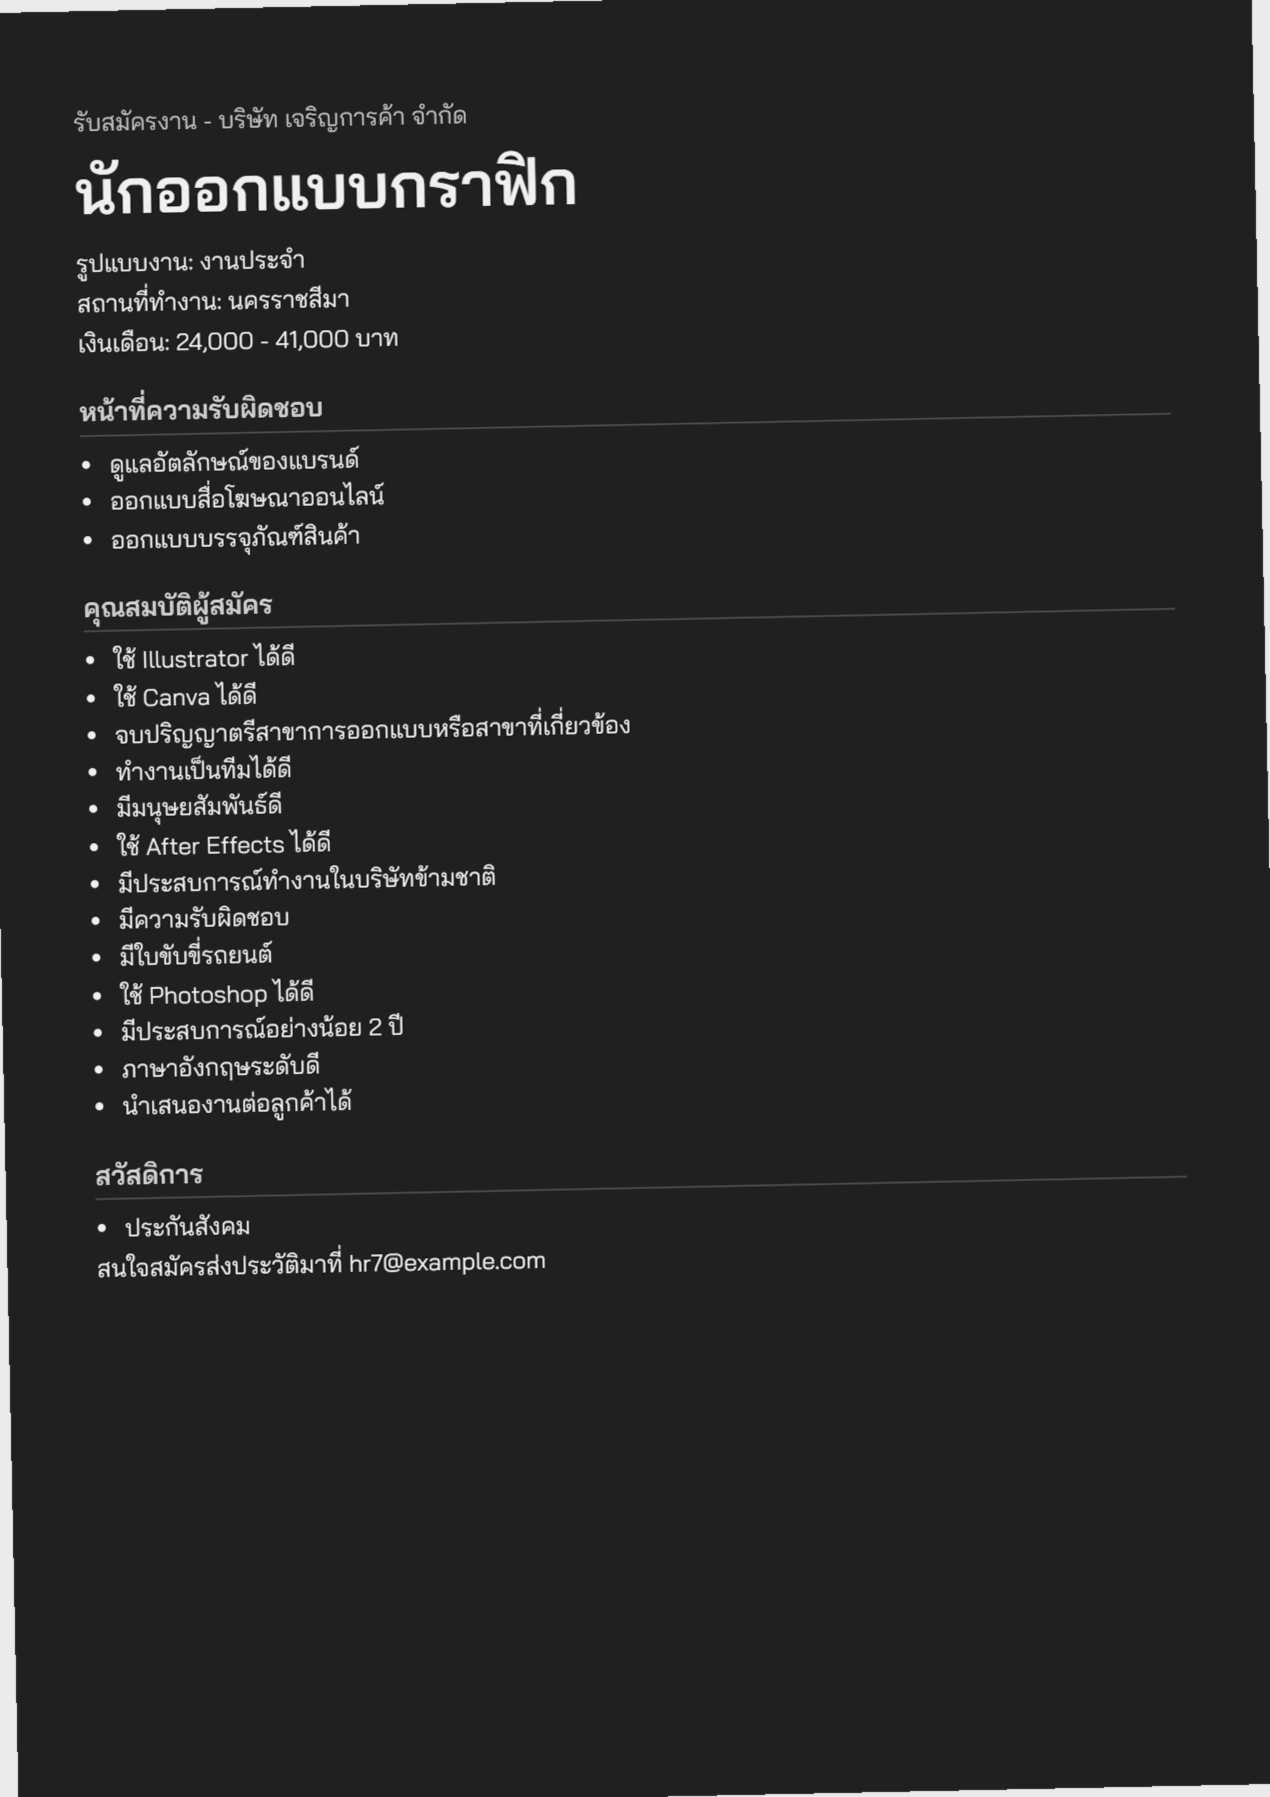 รับสมัครงาน - บริษัท เจริญการค้า จำกัด
นักออกแบบกราฟิก
รูปแบบงาน: งานประจำ
สถานที่ทำงาน: นครราชสีมา
เงินเดือน: 24,000 - 41,000 บาท
หน้าที่ความรับผิดชอบ
• ดูแลอัตลักษณ์ของแบรนด์
• ออกแบบสื่อโฆษณาออนไลน์
• ออกแบบบรรจุภัณฑ์สินค้า
คุณสมบัติผู้สมัคร
• ใช้ Illustrator ได้ดี
• ใช้ Canva ได้ดี
• จบปริญญาตรีสาขาการออกแบบหรือสาขาที่เกี่ยวข้อง
• ทำงานเป็นทีมได้ดี
• มีมนุษยสัมพันธ์ดี
• ใช้ After Effects ได้ดี
• มีประสบการณ์ทำงานในบริษัทข้ามชาติ
• มีความรับผิดชอบ
• มีใบขับขี่รถยนต์
• ใช้ Photoshop ได้ดี
• มีประสบการณ์อย่างน้อย 2 ปี
• ภาษาอังกฤษระดับดี
• นำเสนองานต่อลูกค้าได้
สวัสดิการ
• ประกันสังคม
สนใจสมัครส่งประวัติมาที่ hr7@example.com